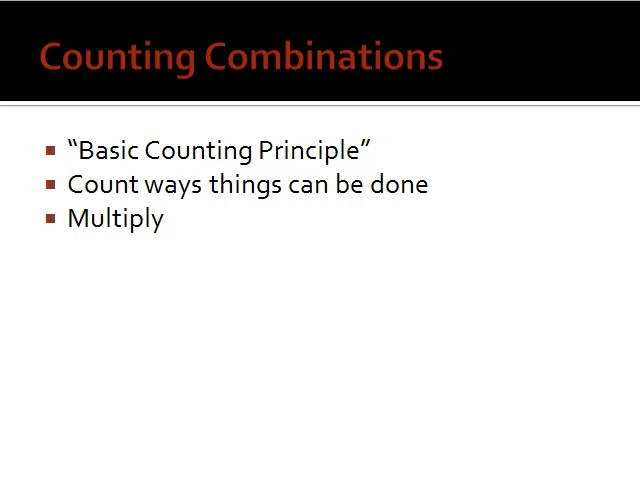 Counting Combinations
“Basic Counting Principle”
Count ways things can be done
Multiply